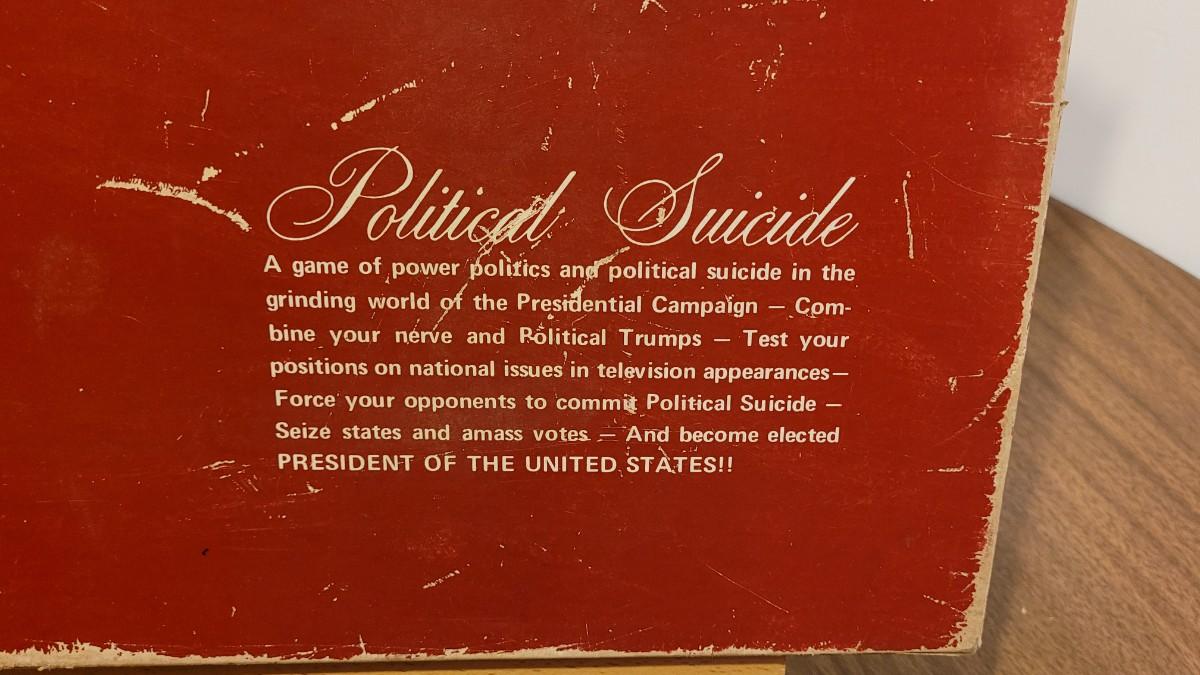 Political Suicide
A game of power politics and political suicide in the
grinding world of the Presidential Campaign — Com-
bine your nerve and Political Trumps — Test your
positions on national issues in television appearances—
Force your opponents to commit Political Suicide —
Seize states and amass votes — And become elected
PRESIDENT OF THE UNITED STATES!!